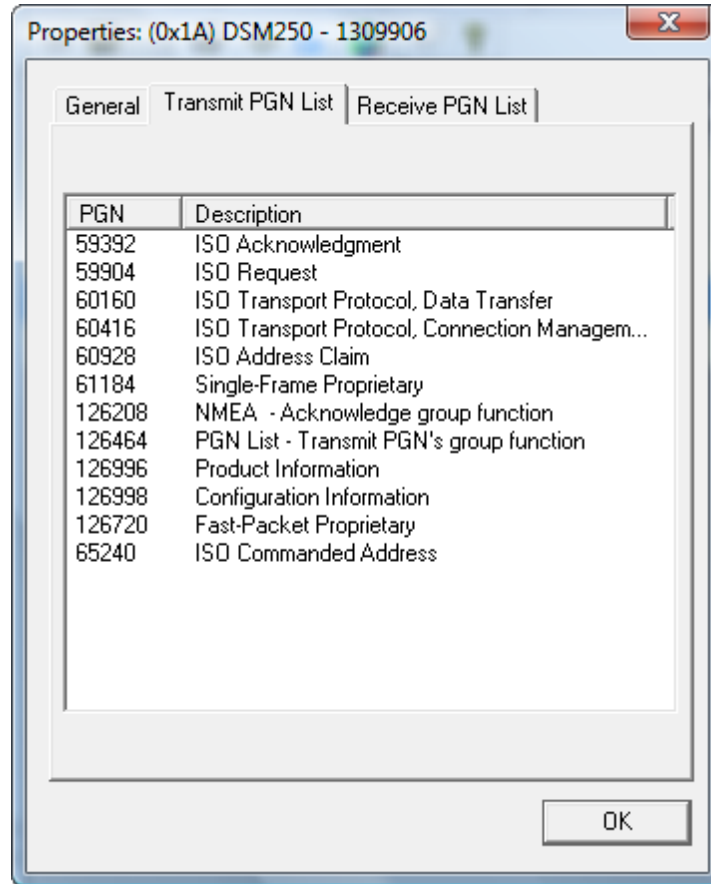 Properties: (0x1A) DSM250 - 1309906
General Transmit PGN List Receive PGN List
PGN Description
59392 ISO Acknowledgment
59904 ISO Request
60160 ISO Transport Protocol, Data Transfer
60416 ISO Transport Protocol, Connection Managem...
60928 ISO Address Claim
61184 Single-Frame Proprietary
126208 NMEA - Acknowledge group function
126464 PGN List - Transmit PGN's group function
126996 Product Information
126998 Configuration Information
126720 Fast-Packet Proprietary
65240 ISO Commanded Address
OK